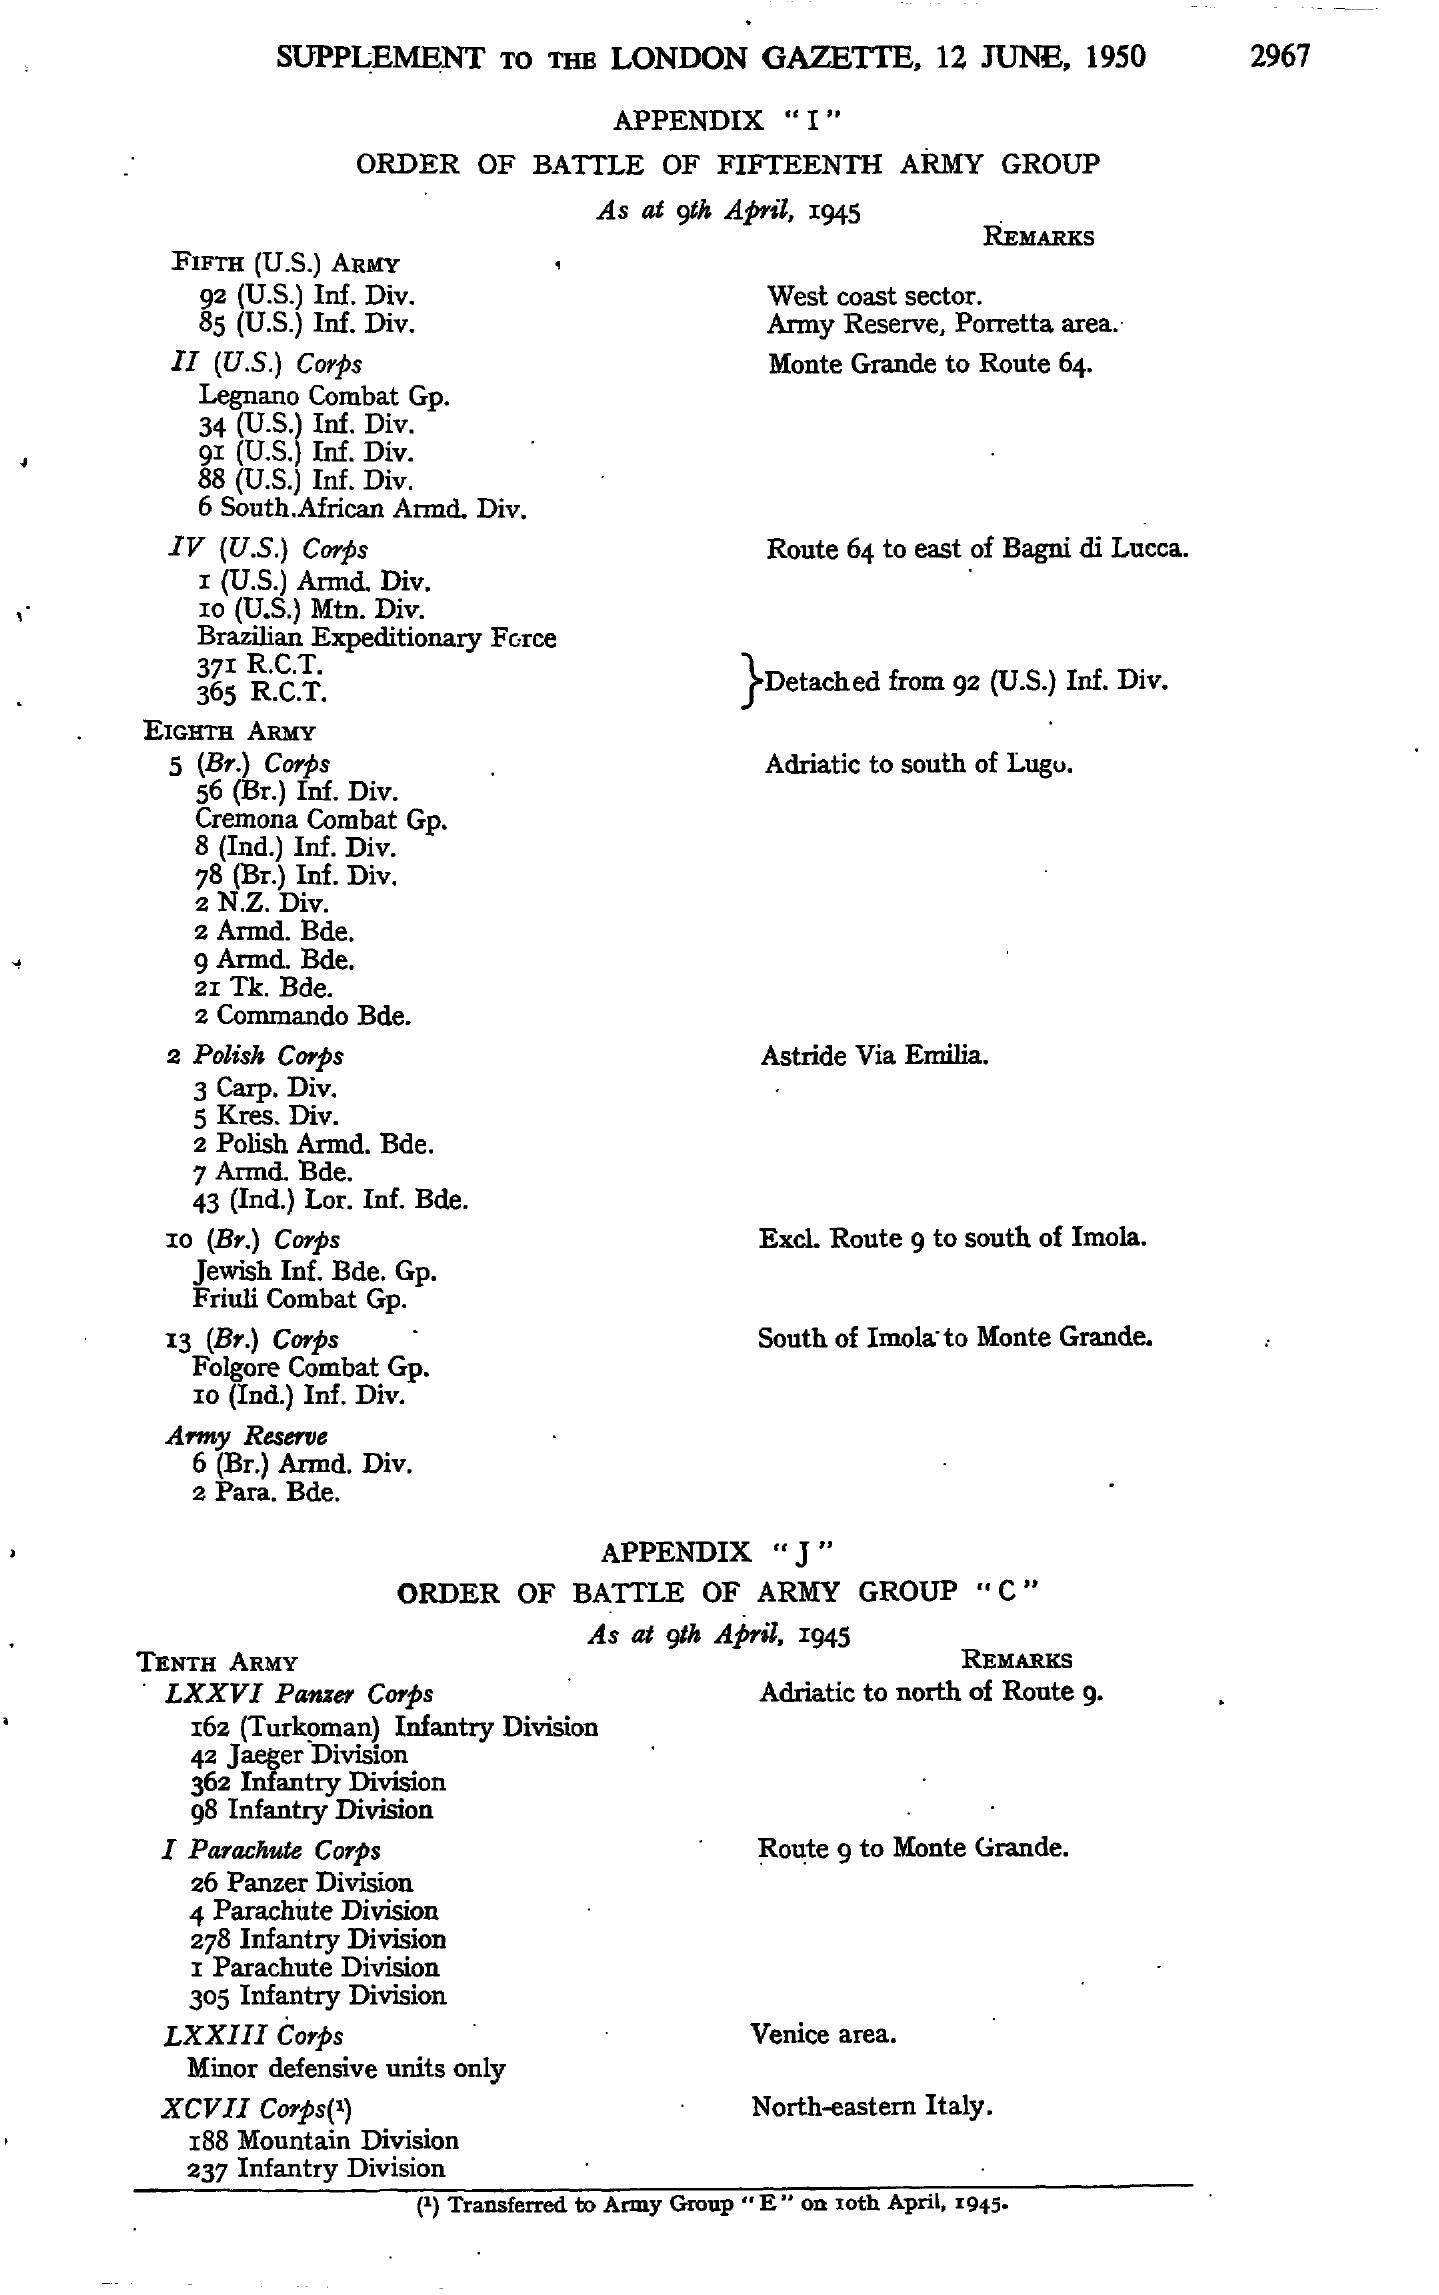 SUPPLEMENT TO THE LONDON GAZETTE, 12 JUNE, 1950 2967
APPENDIX "I"
ORDER OF BATTLE OF FIFTEENTH ARMY GROUP
As at 9th April, 1945
REMARKS
FIFTH (U.S.) ARMY
92 (U.S.) Inf. Div. West coast sector.
85 (U.S.) Inf. Div. Army Reserve, Porretta area.
II (U.S.) Corps Monte Grande to Route 64.
Legnano Combat Gp.
34 (U.S.) Inf. Div.
91 (U.S.) Inf. Div.
88 (U.S.) Inf. Div.
6 South African Armd. Div.
IV (U.S.) Corps Route 64 to east of Bagni di Lucca.
1 (U.S.) Armd. Div.
10 (U.S.) Mtn. Div.
Brazilian Expeditionary Force
371 R.C.T.
365 R.C.T. } Detached from 92 (U.S.) Inf. Div.
EIGHTH ARMY
5 (Br.) Corps Adriatic to south of Lugo.
56 (Br.) Inf. Div.
Cremona Combat Gp.
8 (Ind.) Inf. Div.
78 (Br.) Inf. Div.
2 N.Z. Div.
2 Armd. Bde.
9 Armd. Bde.
21 Tk. Bde.
2 Commando Bde.
2 Polish Corps Astride Via Emilia.
3 Carp. Div.
5 Kres. Div.
2 Polish Armd. Bde.
7 Armd. Bde.
43 (Ind.) Lor. Inf. Bde.
10 (Br.) Corps Excl. Route 9 to south of Imola.
Jewish Inf. Bde. Gp.
Friuli Combat Gp.
13 (Br.) Corps South of Imola to Monte Grande.
Folgore Combat Gp.
10 (Ind.) Inf. Div.
Army Reserve
6 (Br.) Armd. Div.
2 Para. Bde.
APPENDIX "J"
ORDER OF BATTLE OF ARMY GROUP "C"
As at 9th April, 1945
TENTH ARMY REMARKS
LXXVI Panzer Corps Adriatic to north of Route 9.
162 (Turkoman) Infantry Division
42 Jaeger Division
362 Infantry Division
98 Infantry Division
I Parachute Corps Route 9 to Monte Grande.
26 Panzer Division
4 Parachute Division
278 Infantry Division
1 Parachute Division
305 Infantry Division
LXXIII Corps Venice area.
Minor defensive units only
XCVII Corps(¹) North-eastern Italy.
188 Mountain Division
237 Infantry Division
(¹) Transferred to Army Group "E" on 10th April, 1945.